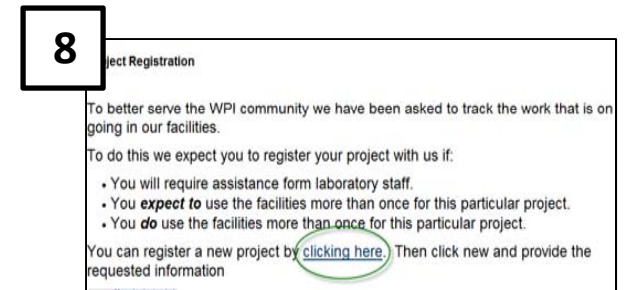 8
ject Registration
To better serve the WPI community we have been asked to track the work that is on
going in our facilities.
To do this we expect you to register your project with us if:
• You will require assistance form laboratory staff.
• You expect to use the facilities more than once for this particular project.
• You do use the facilities more than once for this particular project.
You can register a new project by clicking here. Then click new and provide the
requested information